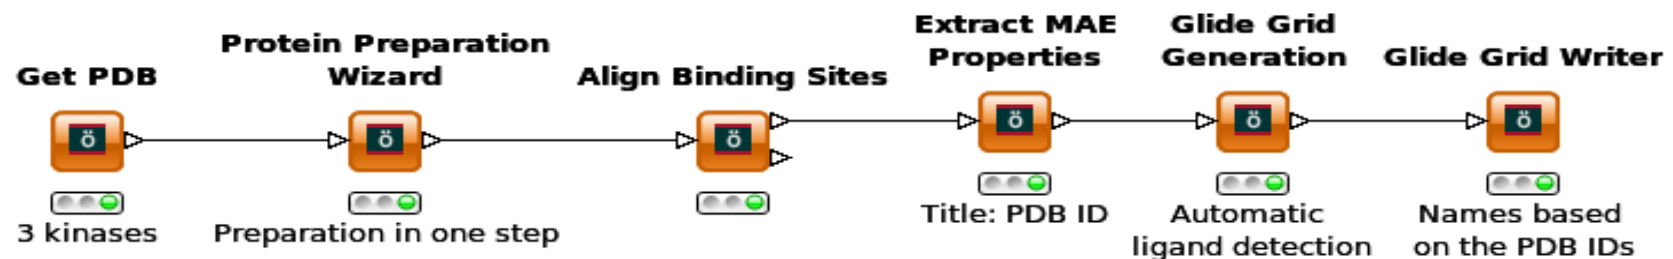 Get PDB
Protein Preparation
Wizard
Align Binding Sites
Extract MAE
Properties
Glide Grid
Generation
Glide Grid Writer
ö
ö
ö
ö
ö
ö
3 kinases
Preparation in one step
Title: PDB ID
Automatic
ligand detection
Names based
on the PDB IDs